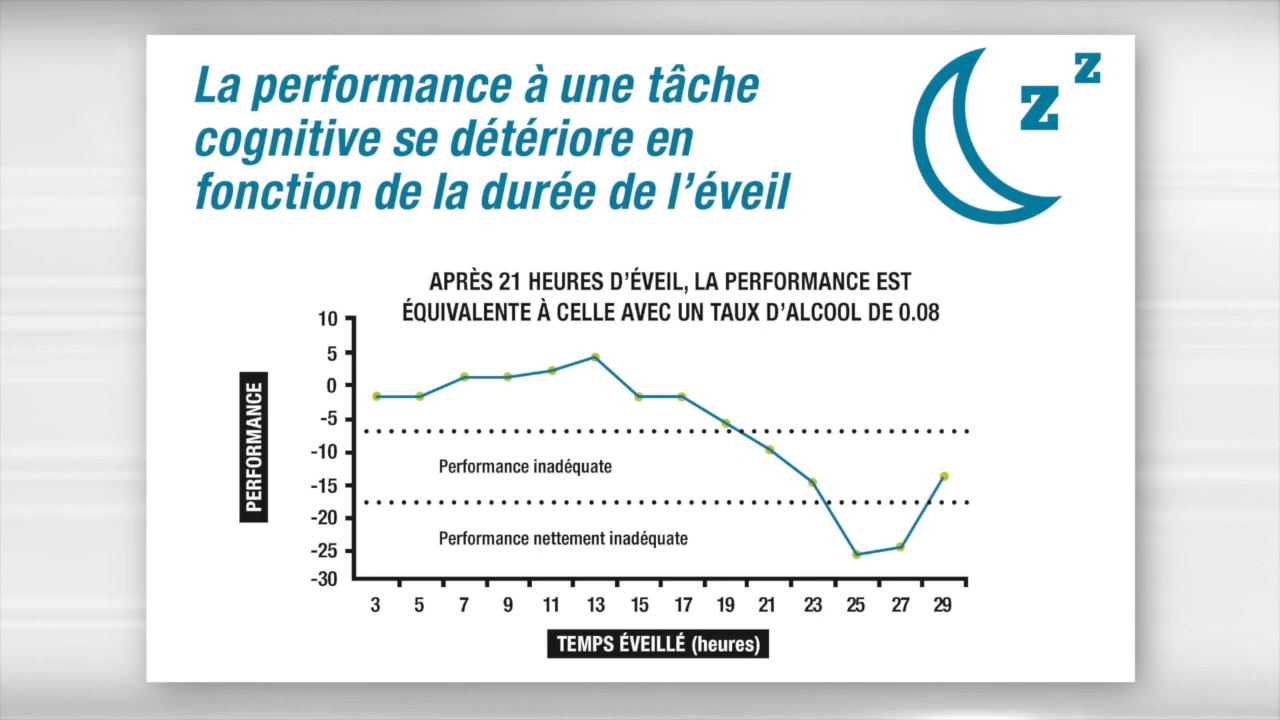 La performance à une tâche
cognitive se détériore en
fonction de la durée de l'éveil
z z
APRÈS 21 HEURES D'ÉVEIL, LA PERFORMANCE EST
ÉQUIVALENTE À CELLE AVEC UN TAUX D'ALCOOL DE 0.08
PERFORMANCE
10
5
0
-5
-10
-15
-20
-25
-30
Performance inadéquate
Performance nettement inadéquate
3 5 7 9 11 13 15 17 19 21 23 25 27 29
TEMPS ÉVEILLÉ (heures)